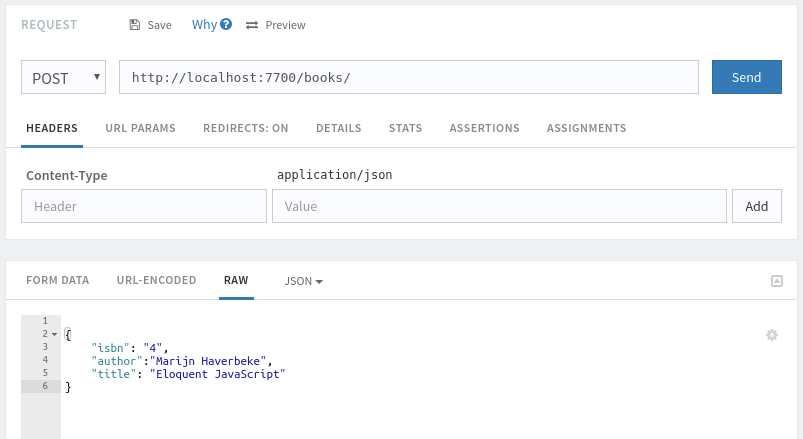 REQUEST Save Why? Preview
POST http://localhost:7700/books/ Send
HEADERS URL PARAMS REDIRECTS: ON DETAILS STATS ASSERTIONS ASSIGNMENTS
Content-Type application/json
Header Value Add
FORM DATA URL-ENCODED RAW JSON
1
2 {
3 "isbn": "4",
4 "author":"Marijn Haverbeke",
5 "title": "Eloquent JavaScript"
6 }